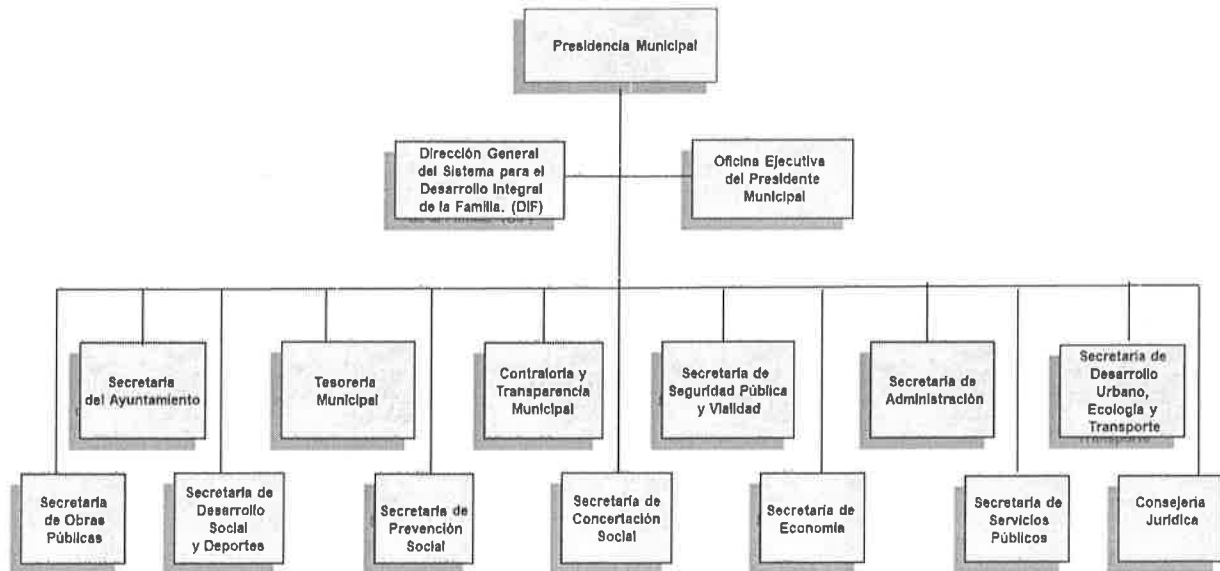 Presidencia Municipal
Dirección General
del Sistema para el
Desarrollo Integral
de la Familia. (DIF)
Oficina Ejecutiva
del Presidente
Municipal
Secretaría
del Ayuntamiento
Tesorería
Municipal
Contraloría y
Transparencia
Municipal
Secretaría de
Seguridad Pública
y Vialidad
Secretaría de
Administración
Secretaría de
Desarrollo
Urbano,
Ecología y
Transporte
Secretaría
de Obras
Públicas
Secretaría de
Desarrollo
Social
y Deportes
Secretaría de
Prevención
Social
Secretaría de
Concertación
Social
Secretaría de
Economía
Secretaría de
Servicios
Públicos
Consejería
Jurídica